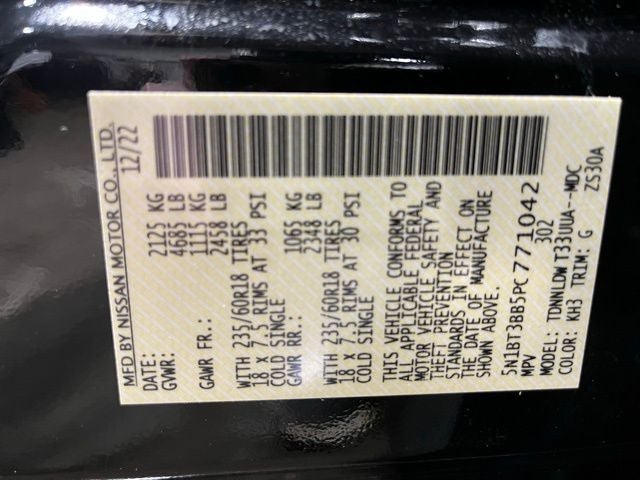 MFD BY NISSAN MOTOR CO., LTD.
DATE: 12/22
GVWR: 2125 KG
4685 LB
GAWR FR.: 1115 KG
2458 LB
WITH 235/60R18 TIRES
18 x 7.5 RIMS AT 33 PSI
COLD SINGLE
GAWR RR.: 1065 KG
2348 LB
WITH 235/60R18 TIRES
18 x 7.5 RIMS AT 30 PSI
COLD SINGLE
THIS VEHICLE CONFORMS TO
ALL APPLICABLE FEDERAL
MOTOR VEHICLE SAFETY AND
THEFT PREVENTION
STANDARDS IN EFFECT ON
THE DATE OF MANUFACTURE
SHOWN ABOVE.
5N1BT3BB5PC771042
MPV 302
MODEL: TDNNLDW T33UUA--MDC
COLOR: KH3 TRIM: G ZS30A